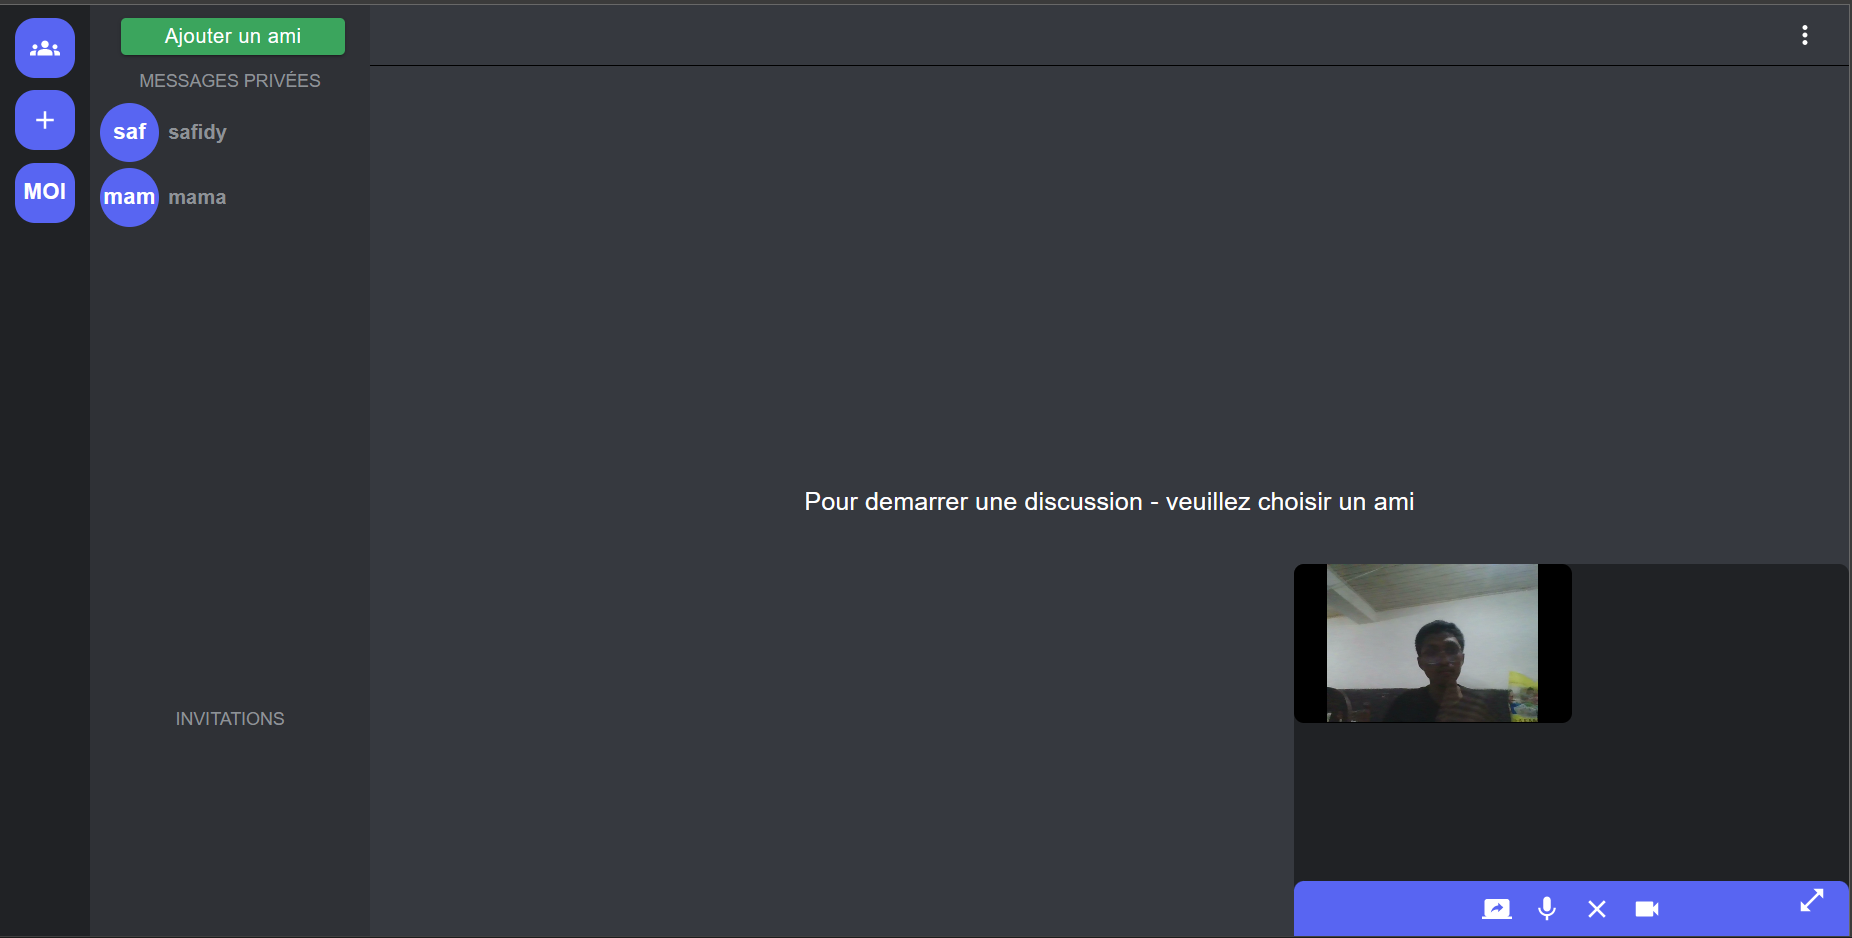 Ajouter un ami
MESSAGES PRIVÉES
MOI
saf safidy
mam mama
Pour demarrer une discussion - veuillez choisir un ami
INVITATIONS